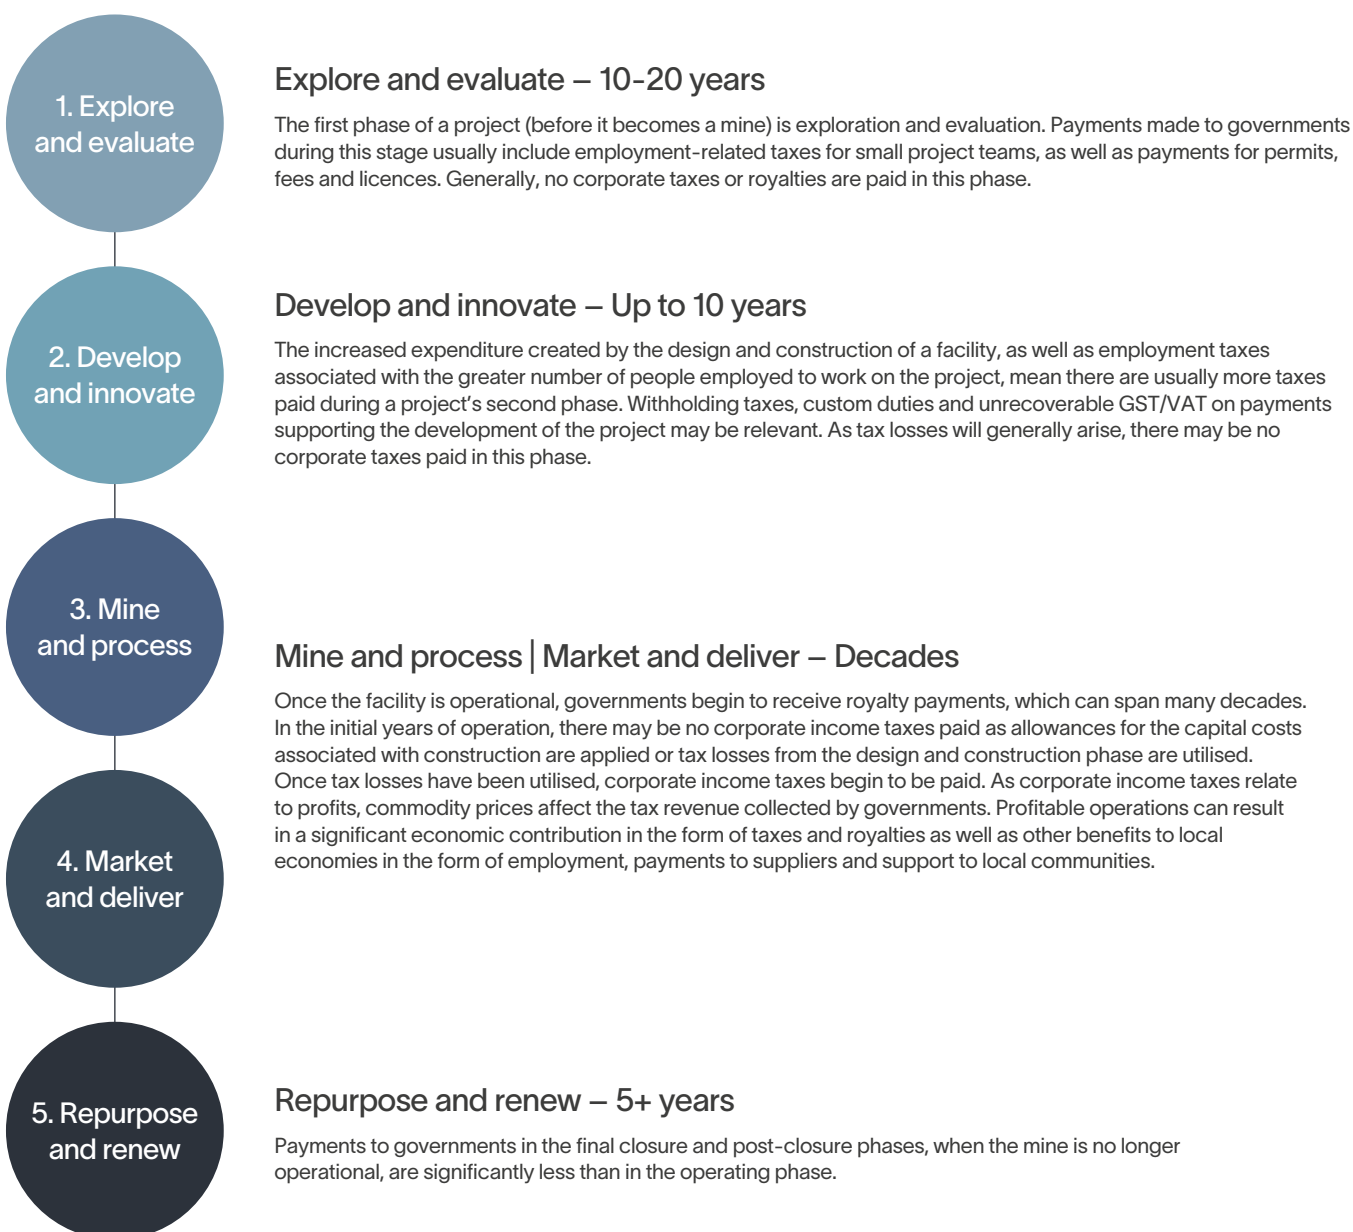 1. Explore
and evaluate
Explore and evaluate – 10-20 years
The first phase of a project (before it becomes a mine) is exploration and evaluation. Payments made to governments
during this stage usually include employment-related taxes for small project teams, as well as payments for permits,
fees and licences. Generally, no corporate taxes or royalties are paid in this phase.
2. Develop
and innovate
Develop and innovate – Up to 10 years
The increased expenditure created by the design and construction of a facility, as well as employment taxes
associated with the greater number of people employed to work on the project, mean there are usually more taxes
paid during a project's second phase. Withholding taxes, custom duties and unrecoverable GST/VAT on payments
supporting the development of the project may be relevant. As tax losses will generally arise, there may be no
corporate taxes paid in this phase.
3. Mine
and process
4. Market
and deliver
Mine and process | Market and deliver – Decades
Once the facility is operational, governments begin to receive royalty payments, which can span many decades.
In the initial years of operation, there may be no corporate income taxes paid as allowances for the capital costs
associated with construction are applied or tax losses from the design and construction phase are utilised.
Once tax losses have been utilised, corporate income taxes begin to be paid. As corporate income taxes relate
to profits, commodity prices affect the tax revenue collected by governments. Profitable operations can result
in a significant economic contribution in the form of taxes and royalties as well as other benefits to local
economies in the form of employment, payments to suppliers and support to local communities.
5. Repurpose
and renew
Repurpose and renew – 5+ years
Payments to governments in the final closure and post-closure phases, when the mine is no longer
operational, are significantly less than in the operating phase.